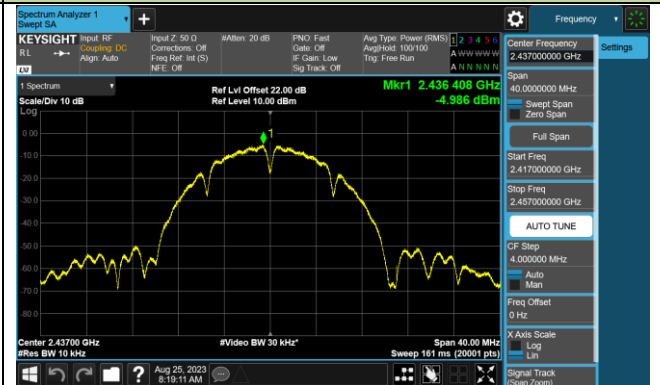 Spectrum Analyzer 1
Swept SA
Frequency
KEYSIGHT
RL
Input: RF
Coupling: DC
Align: Auto
Input Z: 50 Ω
Corrections: Off
Freq Ref: Int (S)
NFE: Off
#Atten: 20 dB
PNO: Fast
Gate: Off
IF Gain: Low
Sig Track: Off
Avg Type: Power (RMS)
Avg|Hold: 100/100
Trig: Free Run
1 2 3 4 5 6
A W W W W W
A N N N N N
1 Spectrum
Scale/Div 10 dB
Log
Ref Lvl Offset 22.00 dB
Ref Level 10.00 dBm
Mkr1 2.436 408 GHz
-4.986 dBm
1
0.00
-10.0
-20.0
-30.0
-40.0
-50.0
-60.0
-70.0
-80.0
Center 2.43700 GHz
#Res BW 10 kHz
#Video BW 30 kHz*
Span 40.00 MHz
Sweep 161 ms (20001 pts)
Aug 25, 2023
8:19:11 AM
Settings
Center Frequency
2.437000000 GHz
Span
40.0000000 MHz
Swept Span
Zero Span
Full Span
Start Freq
2.417000000 GHz
Stop Freq
2.457000000 GHz
AUTO TUNE
CF Step
4.000000 MHz
Auto
Man
Freq Offset
0 Hz
X Axis Scale
Log
Lin
Signal Track
(Span Zoom)